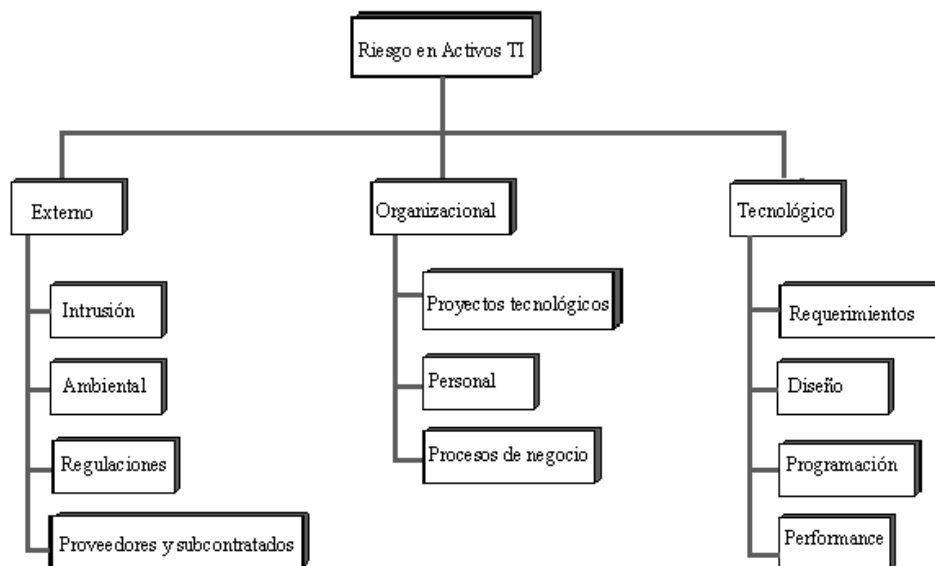 Riesgo en Activos TI
Externo
Organizacional
Tecnológico
Intrusión
Ambiental
Regulaciones
Proveedores y subcontratados
Proyectos tecnológicos
Personal
Procesos de negocio
Requerimientos
Diseño
Programación
Performance